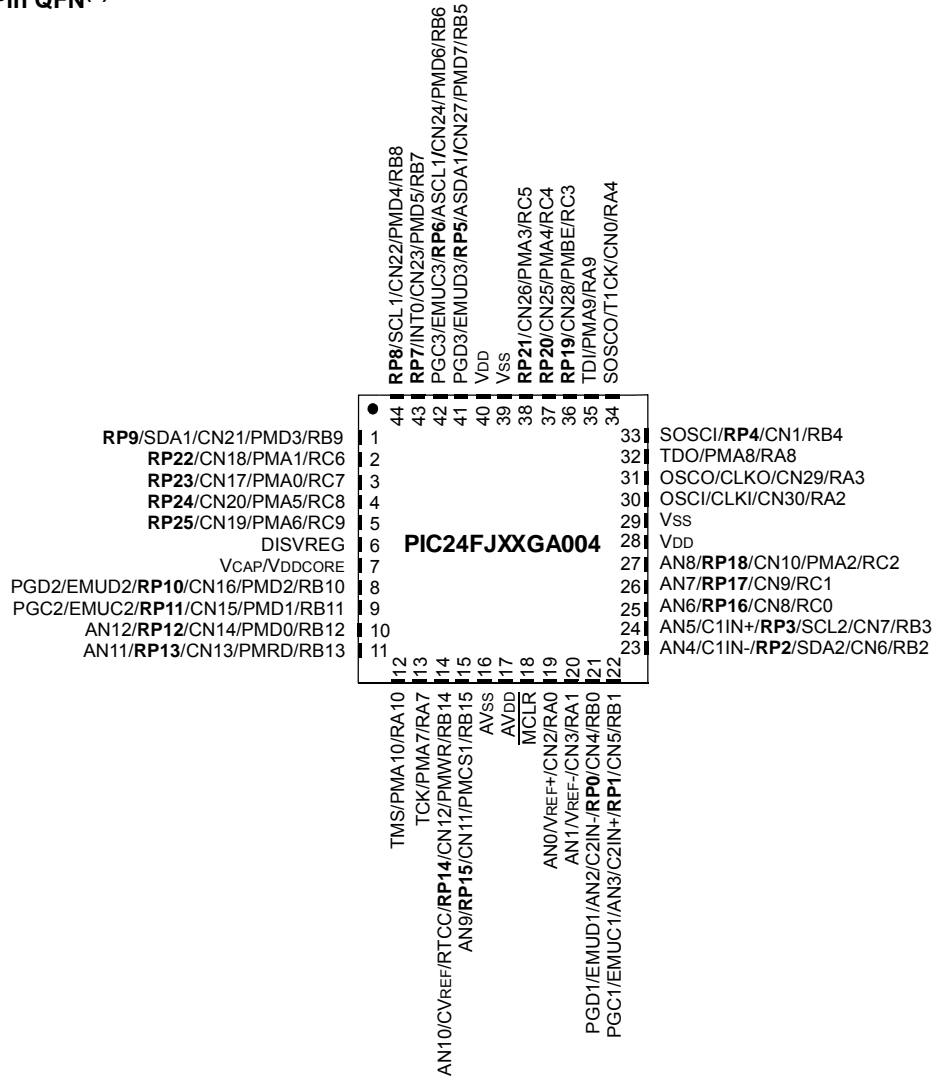 Pin QFN
RP8/SCL1/CN22/PMD4/RB8
RP7/INT0/CN23/PMD5/RB7
PGC3/EMUC3/RP6/ASCL1/CN24/PMD6/RB6
PGD3/EMUD3/RP5/ASDA1/CN27/PMD7/RB5
VDD
VSS
RP21/CN26/PMA3/RC5
RP20/CN25/PMA4/RC4
RP19/CN28/PMBE/RC3
TDI/PMA9/RA9
SOSCO/T1CK/CN0/RA4
44
43
42
41
40
39
38
37
36
35
34
RP9/SDA1/CN21/PMD3/RB9 1
RP22/CN18/PMA1/RC6 2
RP23/CN17/PMA0/RC7 3
RP24/CN20/PMA5/RC8 4
RP25/CN19/PMA6/RC9 5
DISVREG 6
VCAP/VDDCORE 7
PGD2/EMUD2/RP10/CN16/PMD2/RB10 8
PGC2/EMUC2/RP11/CN15/PMD1/RB11 9
AN12/RP12/CN14/PMD0/RB12 10
AN11/RP13/CN13/PMRD/RB13 11
PIC24FJXXGA004
33 SOSCI/RP4/CN1/RB4
32 TDO/PMA8/RA8
31 OSCO/CLKO/CN29/RA3
30 OSCI/CLKI/CN30/RA2
29 VSS
28 VDD
27 AN8/RP18/CN10/PMA2/RC2
26 AN7/RP17/CN9/RC1
25 AN6/RP16/CN8/RC0
24 AN5/C1IN+/RP3/SCL2/CN7/RB3
23 AN4/C1IN-/RP2/SDA2/CN6/RB2
12
13
14
15
16
17
18
19
20
21
22
TMS/PMA10/RA10
TCK/PMA7/RA7
AN10/CVREF/RTCC/RP14/CN12/PMWR/RB14
AN9/RP15/CN11/PMCS1/RB15
AVSS
AVDD
MCLR
AN0/VREF+/CN2/RA0
AN1/VREF-/CN3/RA1
PGD1/EMUD1/AN2/C2IN-/RP0/CN4/RB0
PGC1/EMUC1/AN3/C2IN+/RP1/CN5/RB1